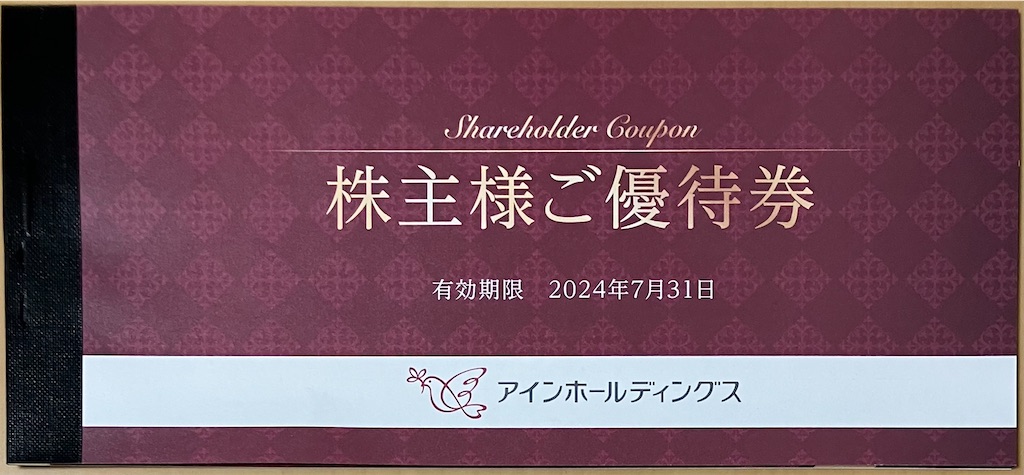 Shareholder Coupon
株主様ご優待券
有効期限　2024年7月31日
アインホールディングス